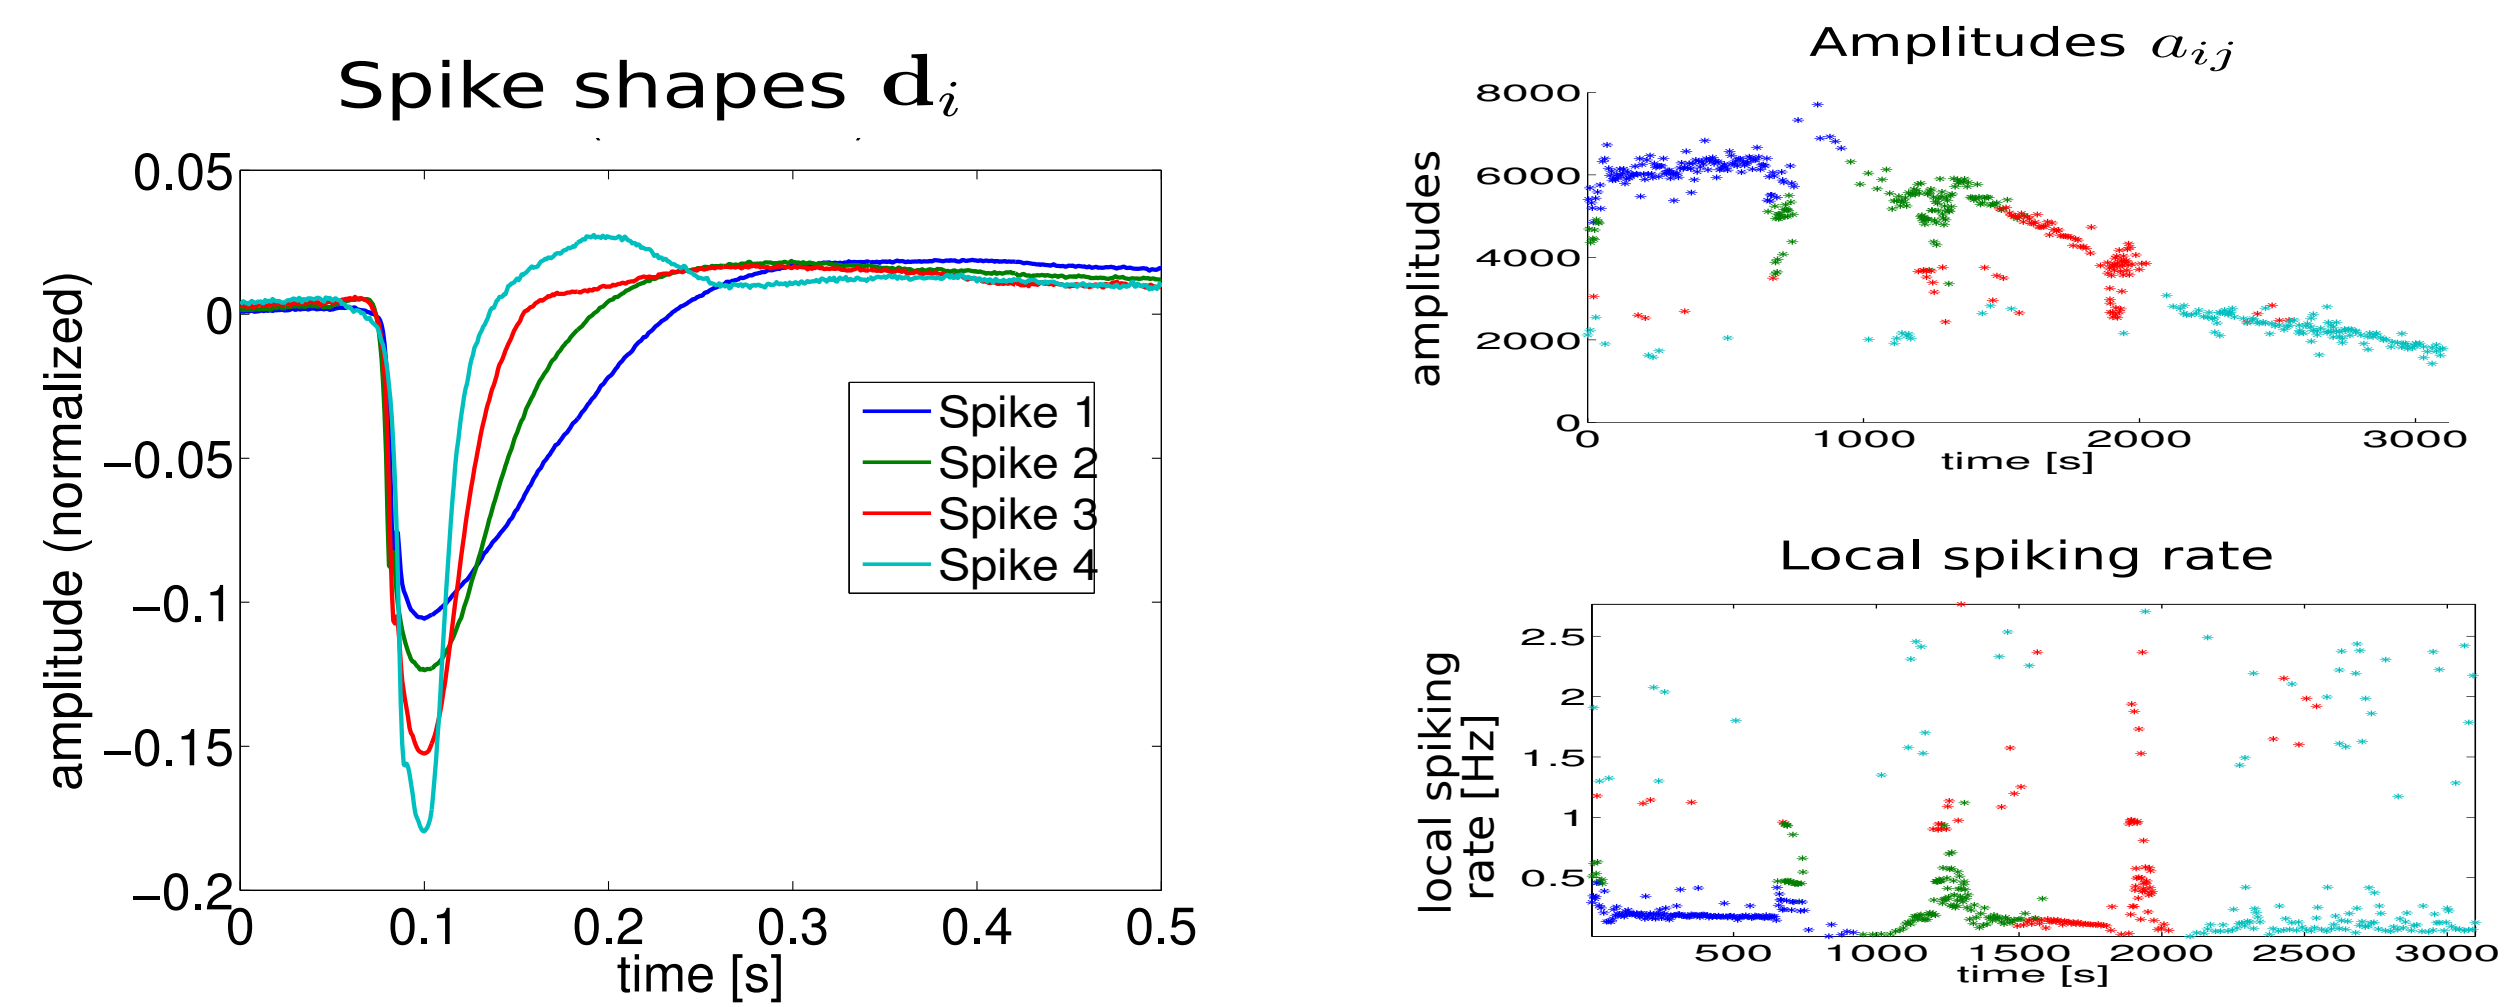 Spike shapes d_i
0.05
0
−0.05
−0.1
−0.15
−0.2
amplitude (normalized)
Spike 1
Spike 2
Spike 3
Spike 4
0 0.1 0.2 0.3 0.4 0.5
time [s]
Amplitudes a_ij
8000
6000
4000
2000
0
amplitudes
0 1000 2000 3000
time [s]
Local spiking rate
2.5
2
1.5
1
0.5
local spiking
rate [Hz]
500 1000 1500 2000 2500 3000
time [s]